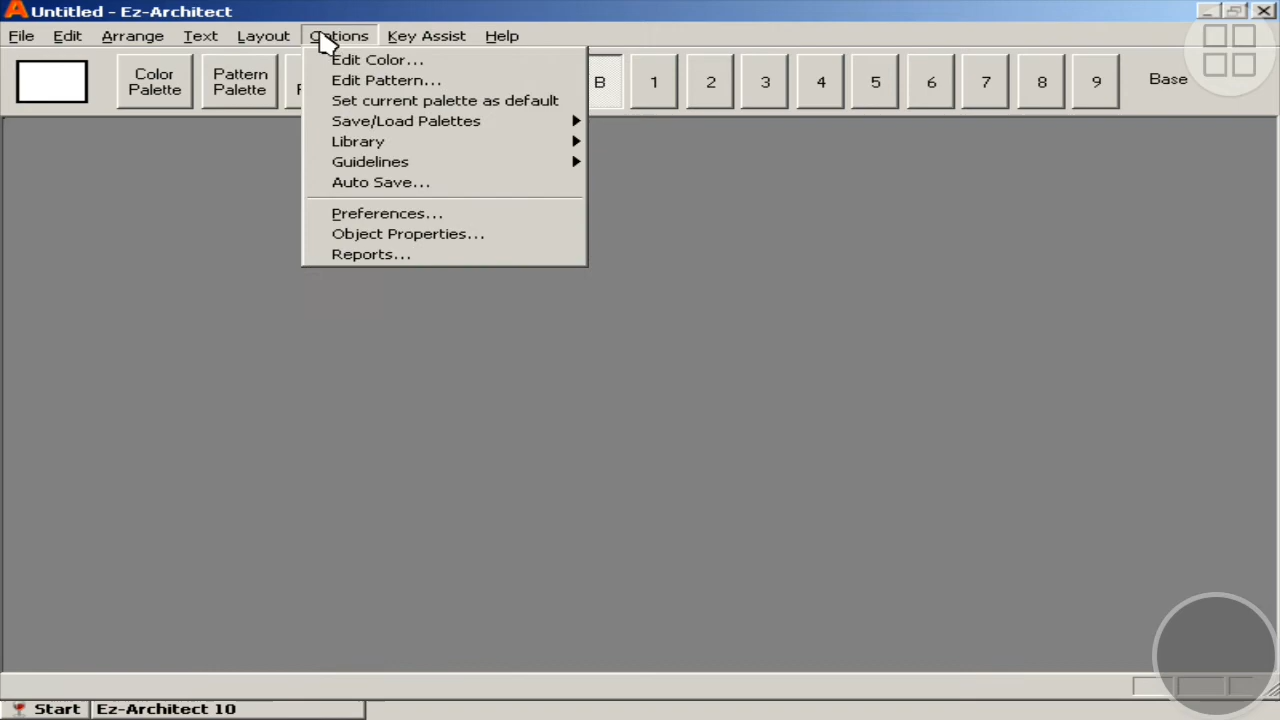 Untitled - Ez-Architect
File Edit Arrange Text Layout Options Key Assist Help
Color Palette
Pattern Palette
B 1 2 3 4 5 6 7 8 9 Base
Edit Color...
Edit Pattern...
Set current palette as default
Save/Load Palettes
Library
Guidelines
Auto Save...
Preferences...
Object Properties...
Reports...
Start Ez-Architect 10